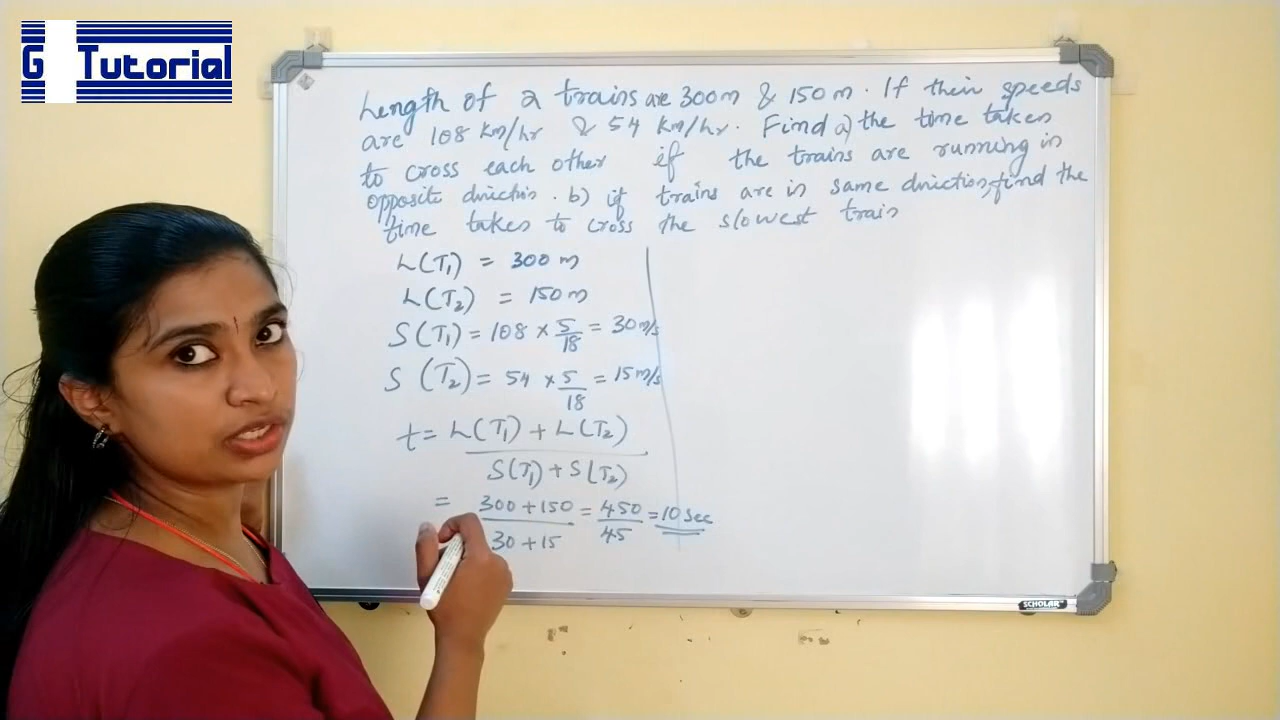 G Tutorial
Length of 2 trains are 300m & 150m. If their speeds
are 108 km/hr & 54 km/hr. Find a) the time taken
to cross each other if the trains are running in
opposite direction. b) if trains are in same direction, find the
time taken to cross the slowest train
L(T₁) = 300 m
L(T₂) = 150 m
S(T₁) = 108 × 5/18 = 30 m/s
S (T₂) = 54 × 5/18 = 15 m/s
t = L(T₁) + L(T₂)
S(T₁) + S(T₂)
= 300 + 150 = 450 = 10 sec
30 + 15 45
SCHOLAR